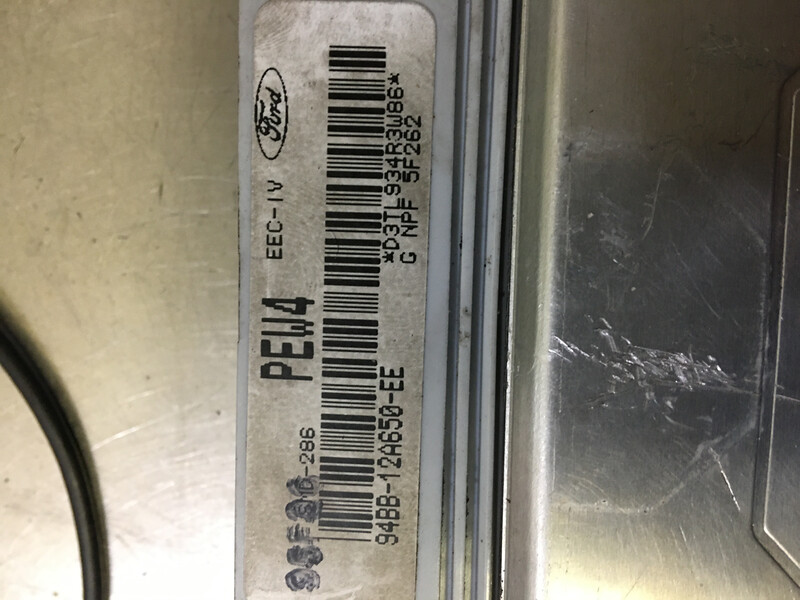 Ford
EEC-IV
PEW4
D-286
*D3TL934R3W86*
G NPF 5F262
94BB-12A650-EE